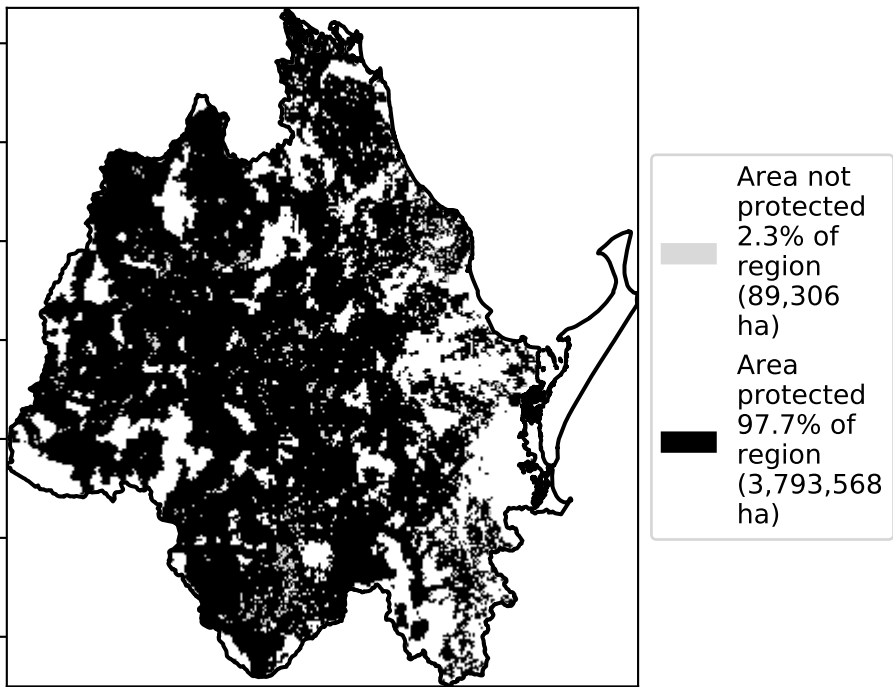 Area not
protected
2.3% of
region
(89,306
ha)
Area
protected
97.7% of
region
(3,793,568
ha)